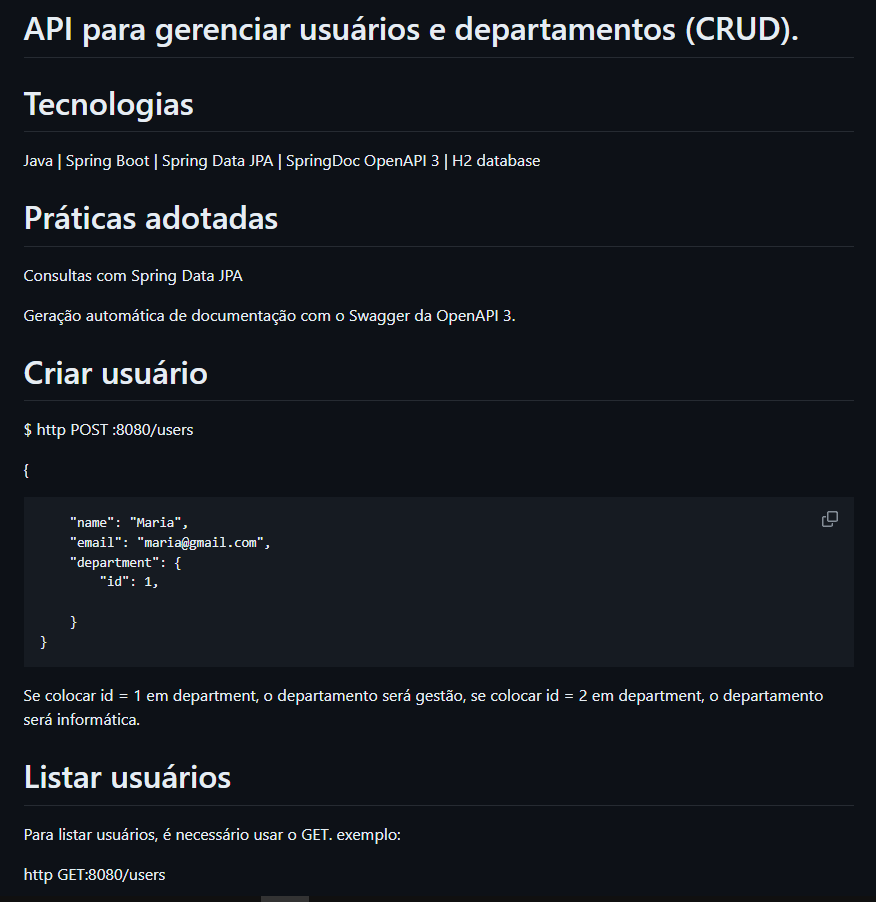 API para gerenciar usuários e departamentos (CRUD).
Tecnologias
Java | Spring Boot | Spring Data JPA | SpringDoc OpenAPI 3 | H2 database
Práticas adotadas
Consultas com Spring Data JPA
Geração automática de documentação com o Swagger da OpenAPI 3.
Criar usuário
$ http POST :8080/users
{
"name": "Maria",
"email": "maria@gmail.com",
"department": {
"id": 1,
}
}
Se colocar id = 1 em department, o departamento será gestão, se colocar id = 2 em department, o departamento
será informática.
Listar usuários
Para listar usuários, é necessário usar o GET. exemplo:
http GET:8080/users